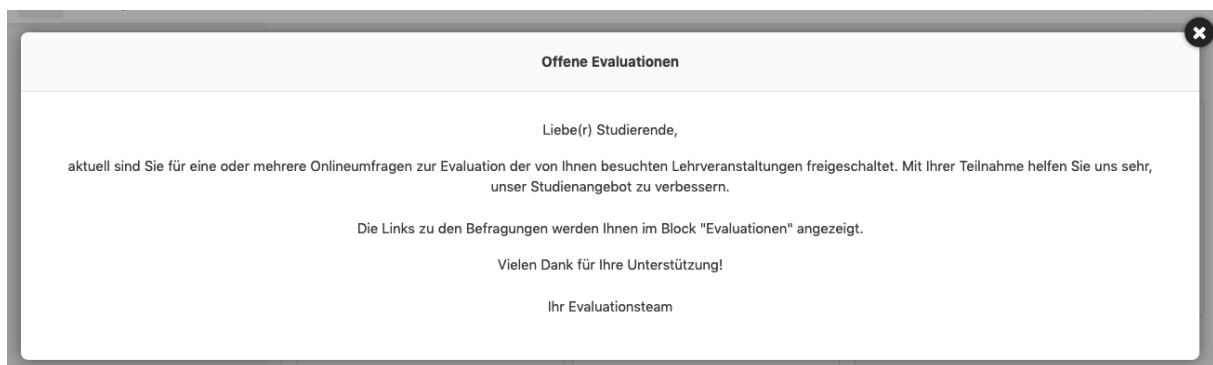 Offene Evaluationen
Liebe(r) Studierende,
aktuell sind Sie für eine oder mehrere Onlineumfragen zur Evaluation der von Ihnen besuchten Lehrveranstaltungen freigeschaltet. Mit Ihrer Teilnahme helfen Sie uns sehr,
unser Studienangebot zu verbessern.
Die Links zu den Befragungen werden Ihnen im Block "Evaluationen" angezeigt.
Vielen Dank für Ihre Unterstützung!
Ihr Evaluationsteam